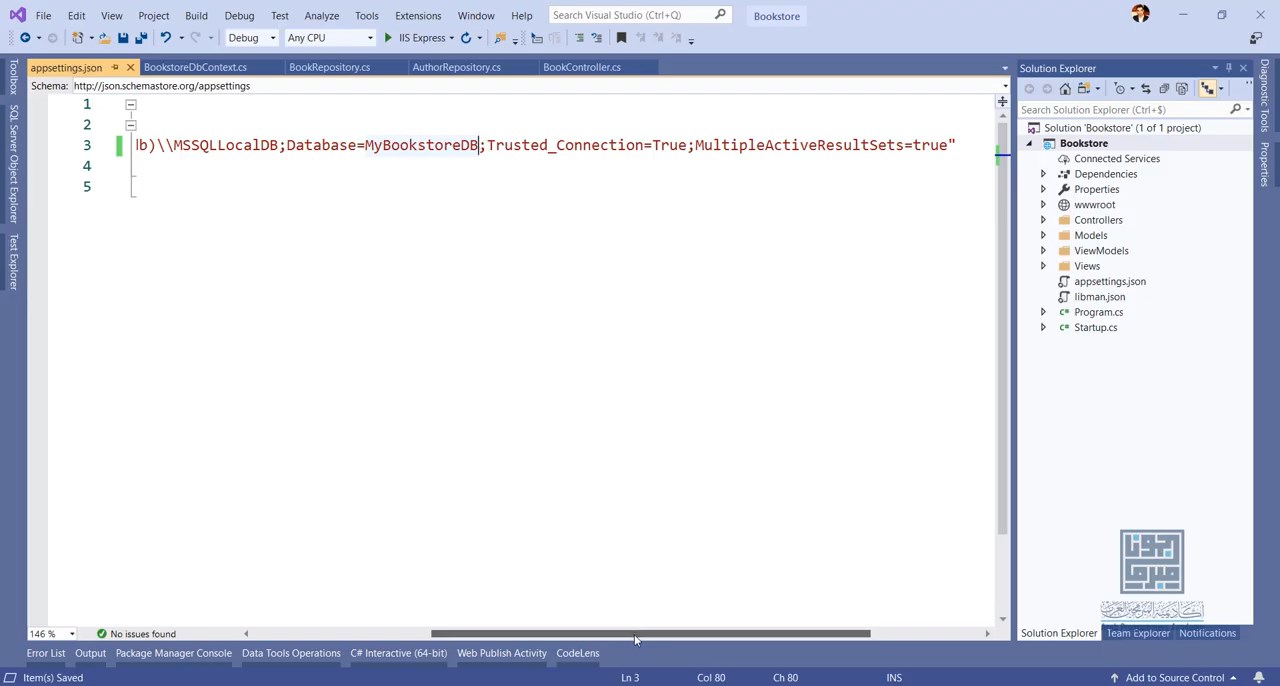 File Edit View Project Build Debug Test Analyze Tools Extensions Window Help Search Visual Studio (Ctrl+Q) Bookstore
Debug Any CPU IIS Express
appsettings.json BookstoreDbContext.cs BookRepository.cs AuthorRepository.cs BookController.cs
Schema: http://json.schemastore.org/appsettings
1
2
3 lb)\\MSSQLLocalDB;Database=MyBookstoreDB;Trusted_Connection=True;MultipleActiveResultSets=true"
4
5
146 % No issues found
Toolbox
SQL Server Object Explorer
Test Explorer
Solution Explorer
Search Solution Explorer (Ctrl+$)
Solution 'Bookstore' (1 of 1 project)
Bookstore
Connected Services
Dependencies
Properties
wwwroot
Controllers
Models
ViewModels
Views
appsettings.json
libman.json
C# Program.cs
C# Startup.cs
Solution Explorer Team Explorer Notifications
Diagnostic Tools
Properties
Error List Output Package Manager Console Data Tools Operations C# Interactive (64-bit) Web Publish Activity CodeLens
Item(s) Saved Ln 3 Col 80 Ch 80 INS Add to Source Control